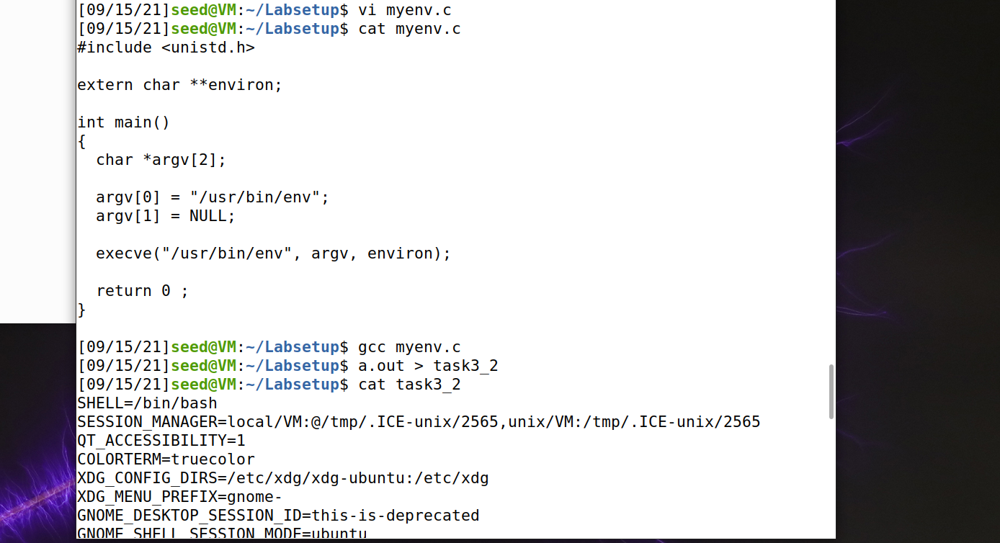 [09/15/21]seed@VM:~/Labsetup$ vi myenv.c
[09/15/21]seed@VM:~/Labsetup$ cat myenv.c
#include <unistd.h>
extern char **environ;
int main()
{
  char *argv[2];
  argv[0] = "/usr/bin/env";
  argv[1] = NULL;
  execve("/usr/bin/env", argv, environ);
  return 0 ;
}
[09/15/21]seed@VM:~/Labsetup$ gcc myenv.c
[09/15/21]seed@VM:~/Labsetup$ a.out > task3_2
[09/15/21]seed@VM:~/Labsetup$ cat task3_2
SHELL=/bin/bash
SESSION_MANAGER=local/VM:@/tmp/.ICE-unix/2565,unix/VM:/tmp/.ICE-unix/2565
QT_ACCESSIBILITY=1
COLORTERM=truecolor
XDG_CONFIG_DIRS=/etc/xdg/xdg-ubuntu:/etc/xdg
XDG_MENU_PREFIX=gnome-
GNOME_DESKTOP_SESSION_ID=this-is-deprecated
GNOME_SHELL_SESSION_MODE=ubuntu